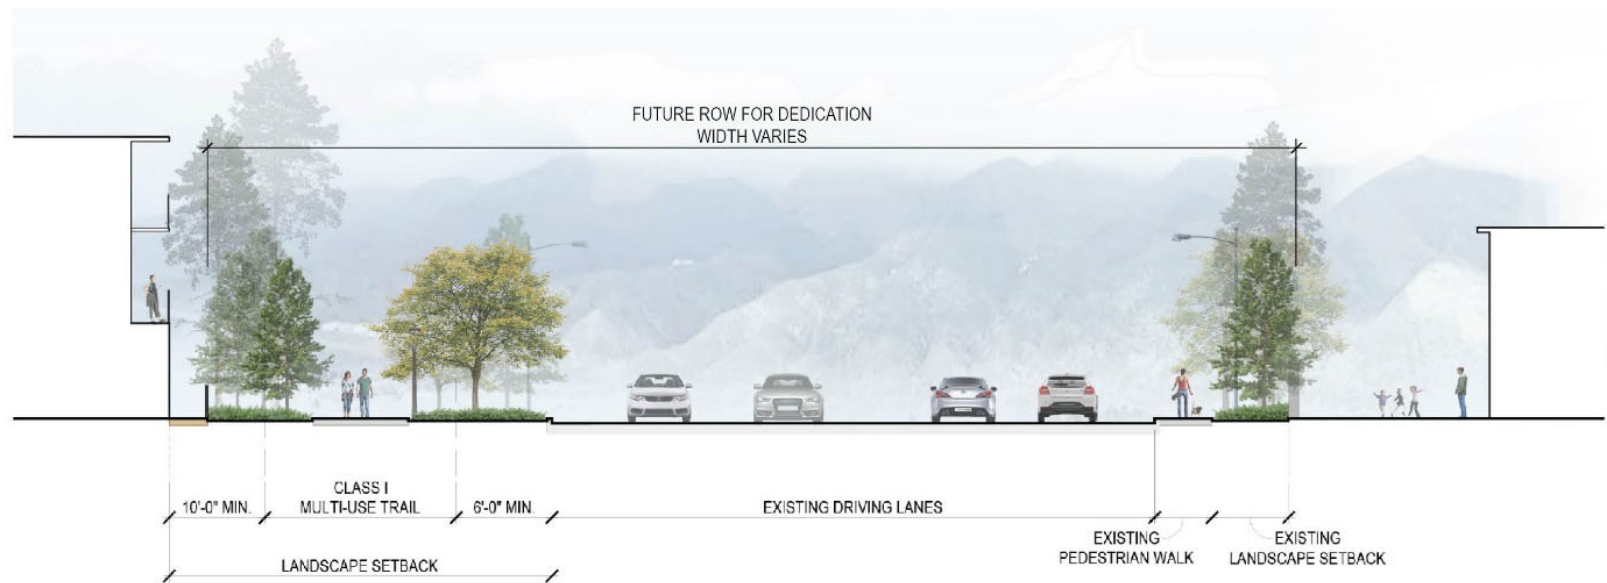 FUTURE ROW FOR DEDICATION
WIDTH VARIES
10'-0" MIN.
CLASS I
MULTI-USE TRAIL
6'-0" MIN.
EXISTING DRIVING LANES
EXISTING
PEDESTRIAN WALK
EXISTING
LANDSCAPE SETBACK
LANDSCAPE SETBACK